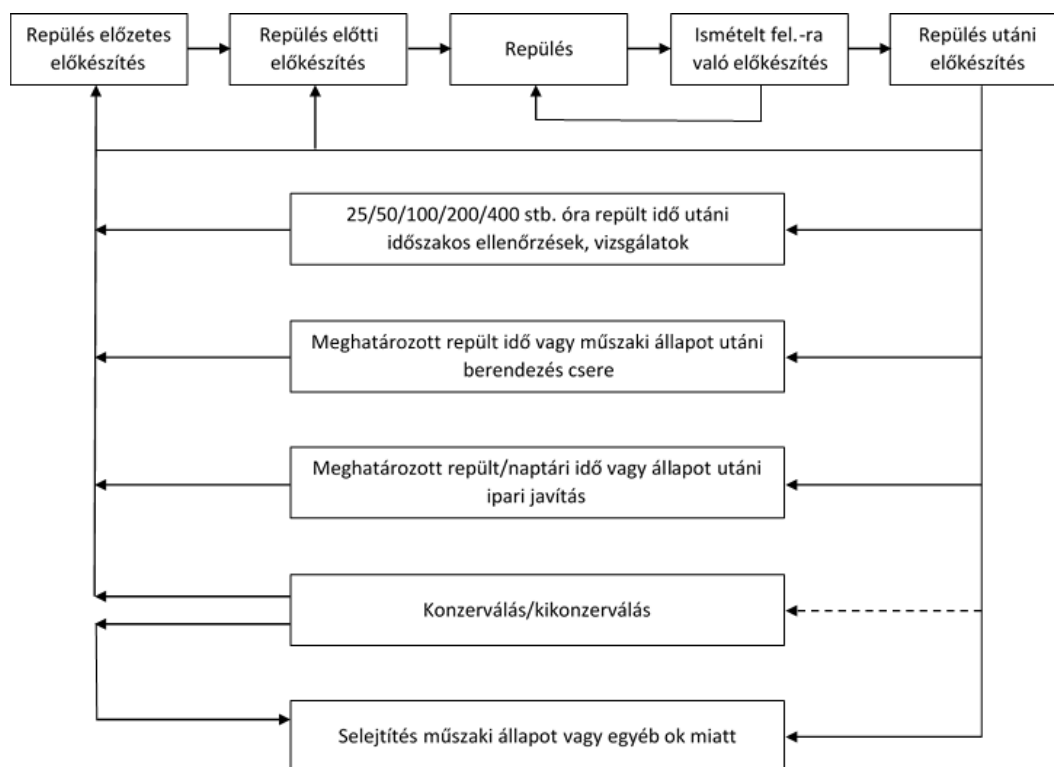 Repülés előzetes
előkészítés
Repülés előtti
előkészítés
Repülés
Ismételt fel.-ra
való előkészítés
Repülés utáni
előkészítés
25/50/100/200/400 stb. óra repült idő utáni
időszakos ellenőrzések, vizsgálatok
Meghatározott repült idő vagy műszaki állapot utáni
berendezés csere
Meghatározott repült/naptári idő vagy állapot utáni
ipari javítás
Konzerválás/kikonzerválás
Selejtítés műszaki állapot vagy egyéb ok miatt